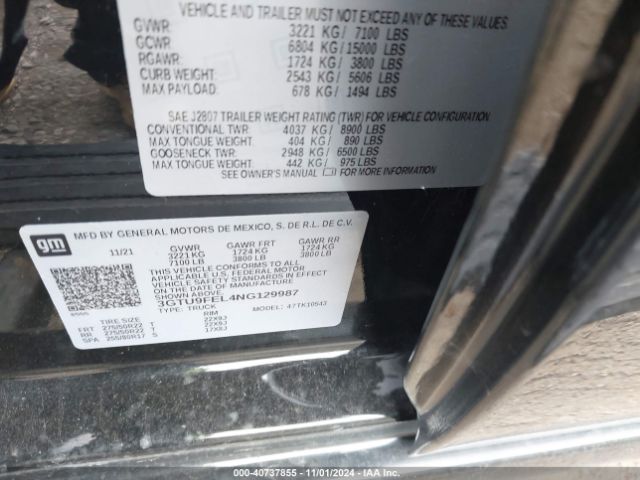 VEHICLE AND TRAILER MUST NOT EXCEED ANY OF THESE VALUES
GVWR: 3221 KG/ 7100 LBS
GCWR: 6804 KG/15000 LBS
RGAWR: 1724 KG/ 3800 LBS
CURB WEIGHT: 2543 KG/ 5606 LBS
MAX PAYLOAD: 678 KG/ 1494 LBS
SAE J2807 TRAILER WEIGHT RATING (TWR) FOR VEHICLE CONFIGURATION.
CONVENTIONAL TWR: 4037 KG/ 8900 LBS
MAX TONGUE WEIGHT: 404 KG/ 890 LBS
GOOSENECK TWR: 2948 KG/ 6500 LBS
MAX TONGUE WEIGHT: 442 KG/ 975 LBS
SEE OWNER'S MANUAL FOR MORE INFORMATION
gm
MFD BY GENERAL MOTORS DE MEXICO, S. DE R.L. DE C.V.
11/21 GVWR GAWR FRT GAWR RR
3221KG 1724 KG 1724 KG
7100 LB 3800 LB 3800 LB
THIS VEHICLE CONFORMS TO ALL
APPLICABLE U.S. FEDERAL MOTOR
VEHICLE SAFETY STANDARDS IN EFFECT
ON THE DATE OF MANUFACTURE
SHOWN ABOVE.
3GTU9FEL4NG129987
TYPE: TRUCK MODEL: 4TTK10543
TIRE SIZE RIM
FRT 275/50R22 T 22X9J
RR 275/50R22 T 22X9J
SPA 255/80R17 S 17X8J
© 40737855 - 11/01/2024 - IAA Inc.